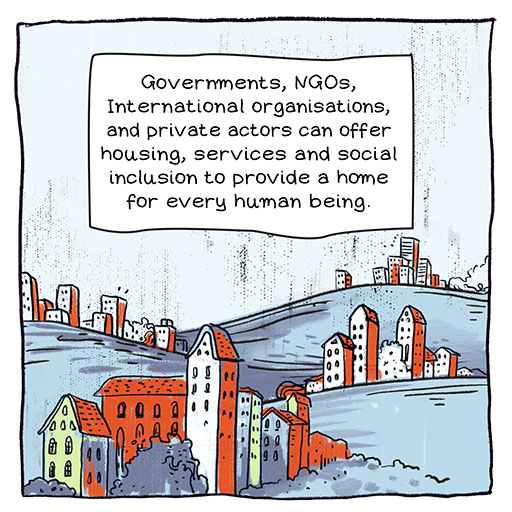 Governments, NGOs,
International organisations,
and private actors can offer
housing, services and social
inclusion to provide a home
for every human being.